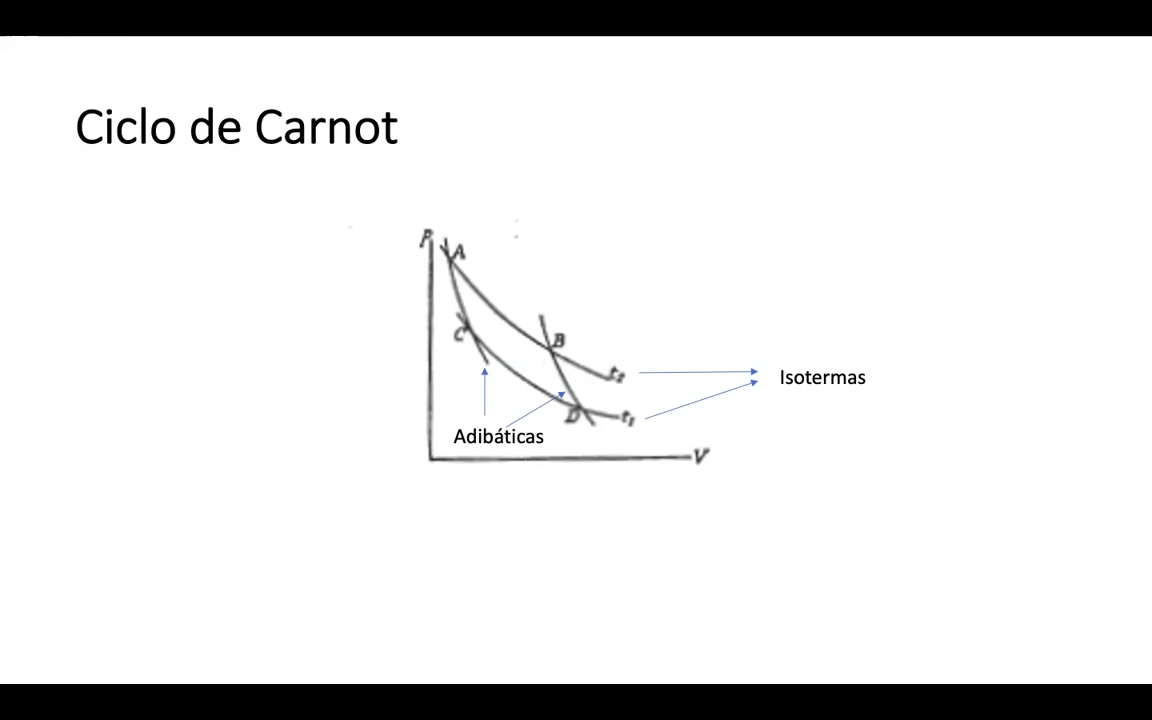 Ciclo de Carnot
P
A
C
B
t2
Isotermas
D
t1
Adibáticas
V